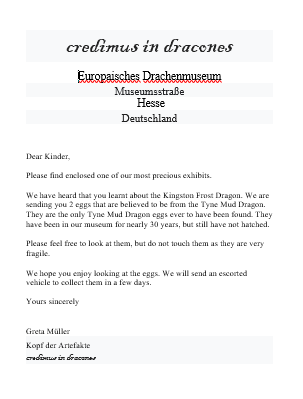 credimus in dracones
Europaisches Drachenmuseum
Museumsstraße
Hesse
Deutschland
Dear Kinder,
Please find enclosed one of our most precious exhibits.
We have heard that you learnt about the Kingston Frost Dragon. We are
sending you 2 eggs that are believed to be from the Tyne Mud Dragon.
They are the only Tyne Mud Dragon eggs ever to have been found. They
have been in our museum for nearly 30 years, but still have not hatched.
Please feel free to look at them, but do not touch them as they are very
fragile.
We hope you enjoy looking at the eggs. We will send an escorted
vehicle to collect them in a few days.
Yours sincerely
Greta Müller
Kopf der Artefakte
credimus in dracones